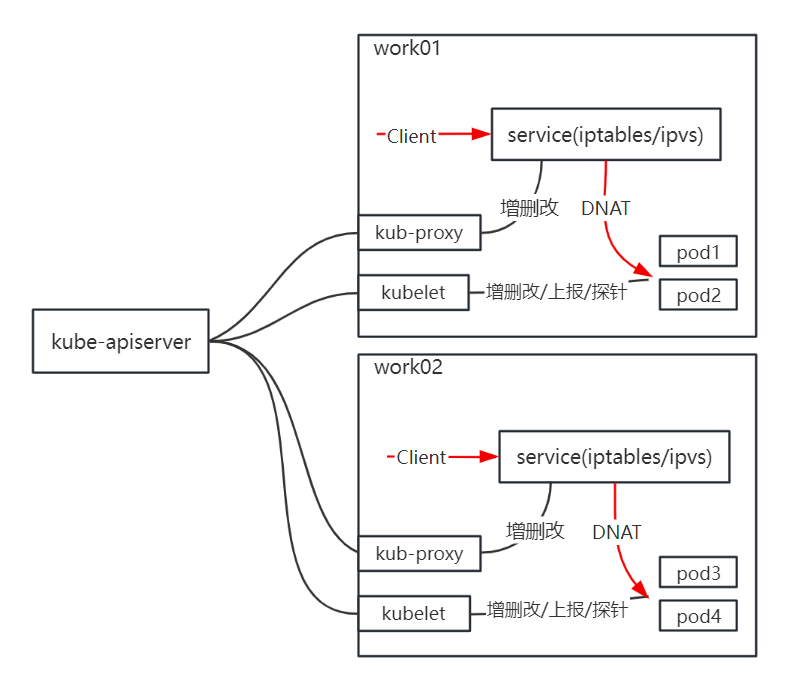 work01
Client
service(iptables/ipvs)
增删改
DNAT
kub-proxy
pod1
kubelet
增删改/上报/探针
pod2
kube-apiserver
work02
Client
service(iptables/ipvs)
增删改
DNAT
kub-proxy
pod3
kubelet
增删改/上报/探针
pod4